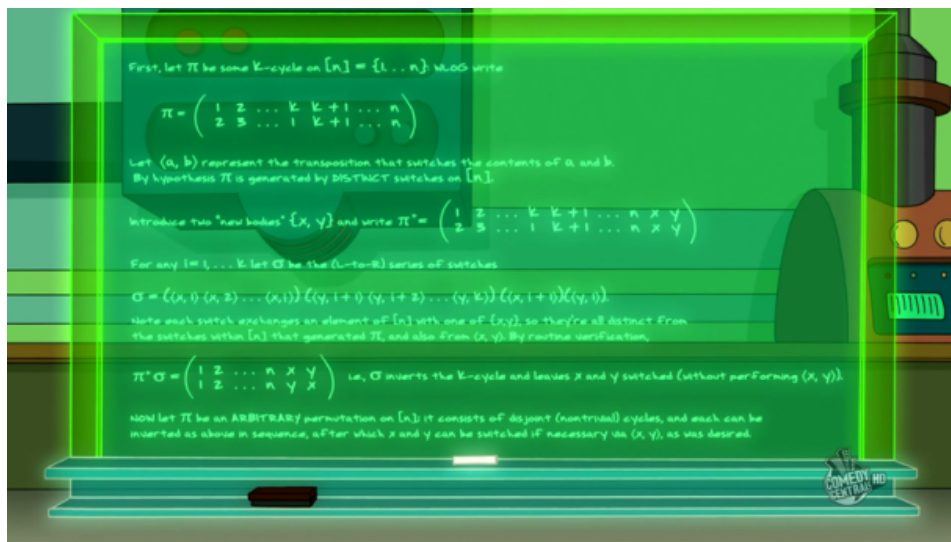 First, let π be some k-cycle on [n] = {1 ... n}: WLOG write
π = ( 1 2 ... k k+1 ... n
2 3 ... 1 k+1 ... n )
Let ⟨a, b⟩ represent the transposition that switches the contents of a and b.
By hypothesis π is generated by DISTINCT switches on [n].
Introduce two "new bodies" {x, y} and write π* = ( 1 2 ... k k+1 ... n x y
2 3 ... 1 k+1 ... n x y )
For any i=1, ... k let σ be the (L-to-R) series of switches
σ = (⟨x, 1⟩ ⟨x, 2⟩ ... ⟨x, i⟩) (⟨y, i+1⟩ ⟨y, i+2⟩ ... ⟨y, k⟩) (⟨x, i+1⟩)(⟨y, 1⟩).
Note each switch exchanges an element of [n] with one of {x,y}, so they're all distinct from
the switches within [n] that generated π, and also from ⟨x, y⟩. By routine verification,
π* σ = ( 1 2 ... n x y
1 2 ... n y x ) i.e., σ inverts the k-cycle and leaves x and y switched (without performing ⟨x, y⟩).
NOW let π be an ARBITRARY permutation on [n]; it consists of disjoint (nontrivial) cycles, and each can be
inverted as above in sequence, after which x and y can be switched if necessary via ⟨x, y⟩, as was desired.
COMEDY
CENTRAL HD